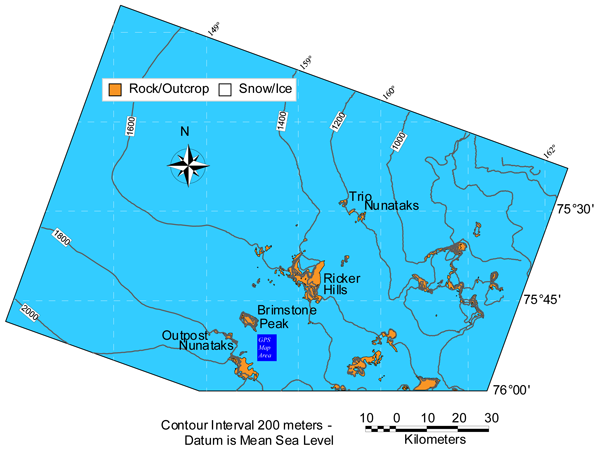 149°
159°
160°
162°
Rock/Outcrop Snow/Ice
1600
1400
1200
1000
N
Trio
Nunataks
75°30'
1800
Ricker
Hills
75°45'
2000
Brimstone
Peak
Outpost
Nunataks
GPS
Map
Area
76°00'
Contour Interval 200 meters -
Datum is Mean Sea Level
10 0 10 20 30
Kilometers